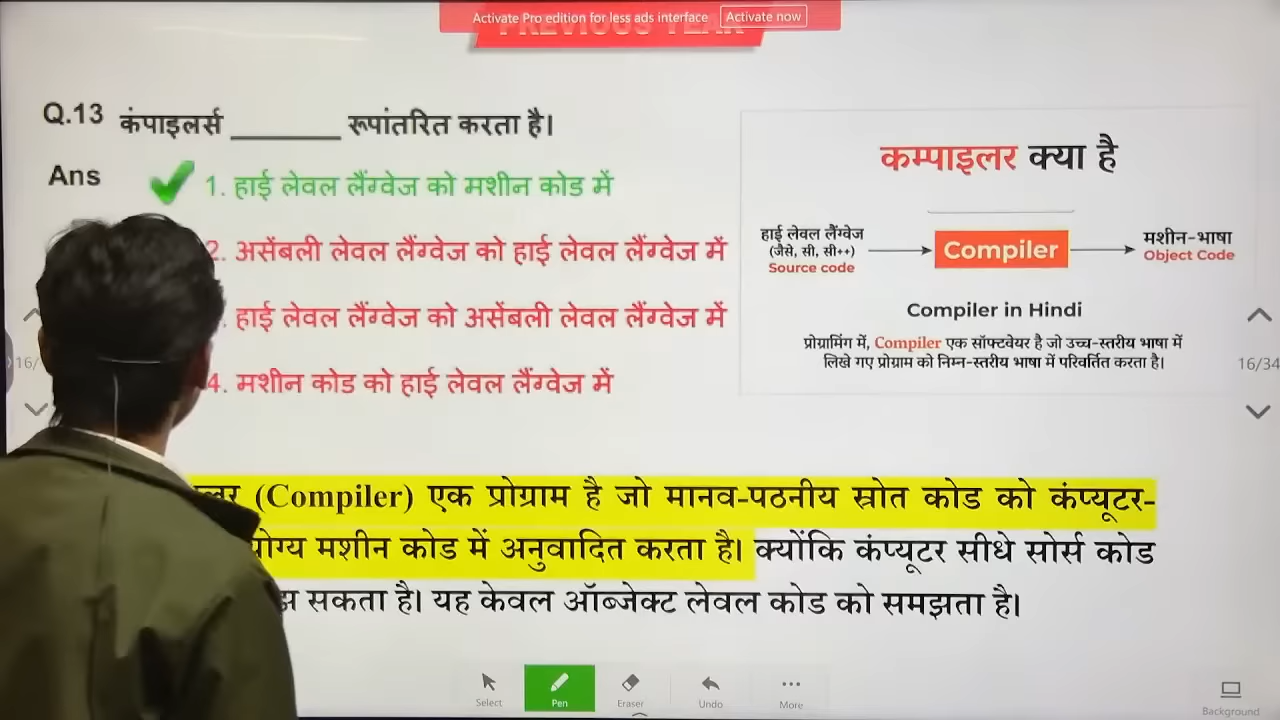 Activate Pro edition for less ads interface Activate now
PREVIOUS YEAR
Q.13 कंपाइलर्स ________ रूपांतरित करता है।
Ans
1. हाई लेवल लैंग्वेज को मशीन कोड में
2. असेंबली लेवल लैंग्वेज को हाई लेवल लैंग्वेज में
हाई लेवल लैंग्वेज को असेंबली लेवल लैंग्वेज में
4. मशीन कोड को हाई लेवल लैंग्वेज में
कम्पाइलर क्या है
हाई लेवल लैंग्वेज
(जैसे, सी, सी++)
Source code
Compiler
मशीन-भाषा
Object Code
Compiler in Hindi
प्रोग्रामिंग में, Compiler एक सॉफ्टवेयर है जो उच्च-स्तरीय भाषा में
लिखे गए प्रोग्राम को निम्न-स्तरीय भाषा में परिवर्तित करता है।
16/
16/34
(Compiler) एक प्रोग्राम है जो मानव-पठनीय स्रोत कोड को कंप्यूटर-
योग्य मशीन कोड में अनुवादित करता है। क्योंकि कंप्यूटर सीधे सोर्स कोड
सकता है। यह केवल ऑब्जेक्ट लेवल कोड को समझता है।
Select
Pen
Eraser
Undo
More
Background